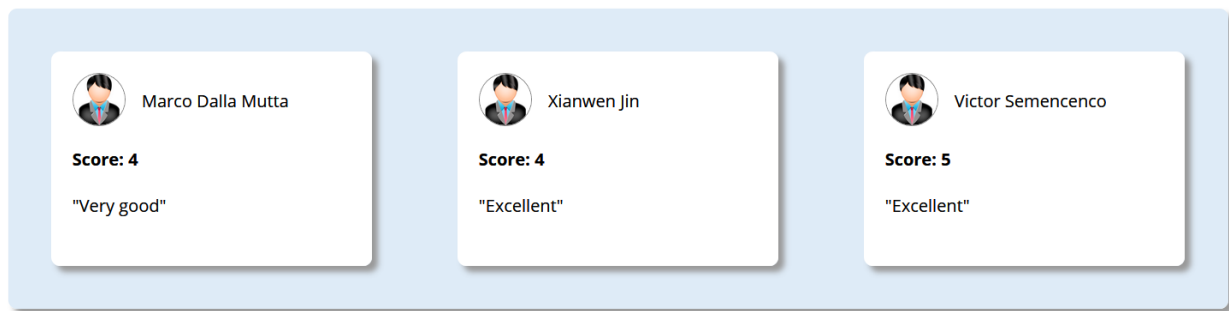 Marco Dalla Mutta
Score: 4
"Very good"
Xianwen Jin
Score: 4
"Excellent"
Victor Semencenco
Score: 5
"Excellent"